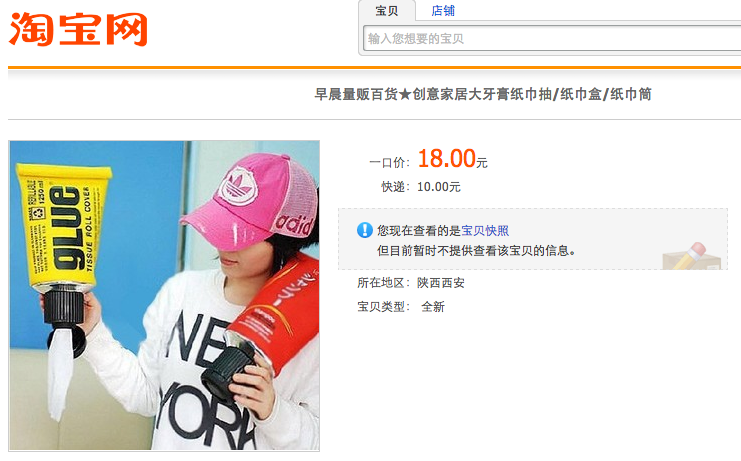 淘宝网
宝贝
店铺
输入您想要的宝贝
早晨量贩百货★创意家居大牙膏纸巾抽/纸巾盒/纸巾筒
一口价: 18.00元
快递: 10.00元
您现在查看的是宝贝快照
但目前暂时不提供查看该宝贝的信息。
所在地区: 陕西西安
宝贝类型: 全新
REFILLABLE
1250 ml
glue
TISSUE ROLL COVER
adid
NEW
YORK